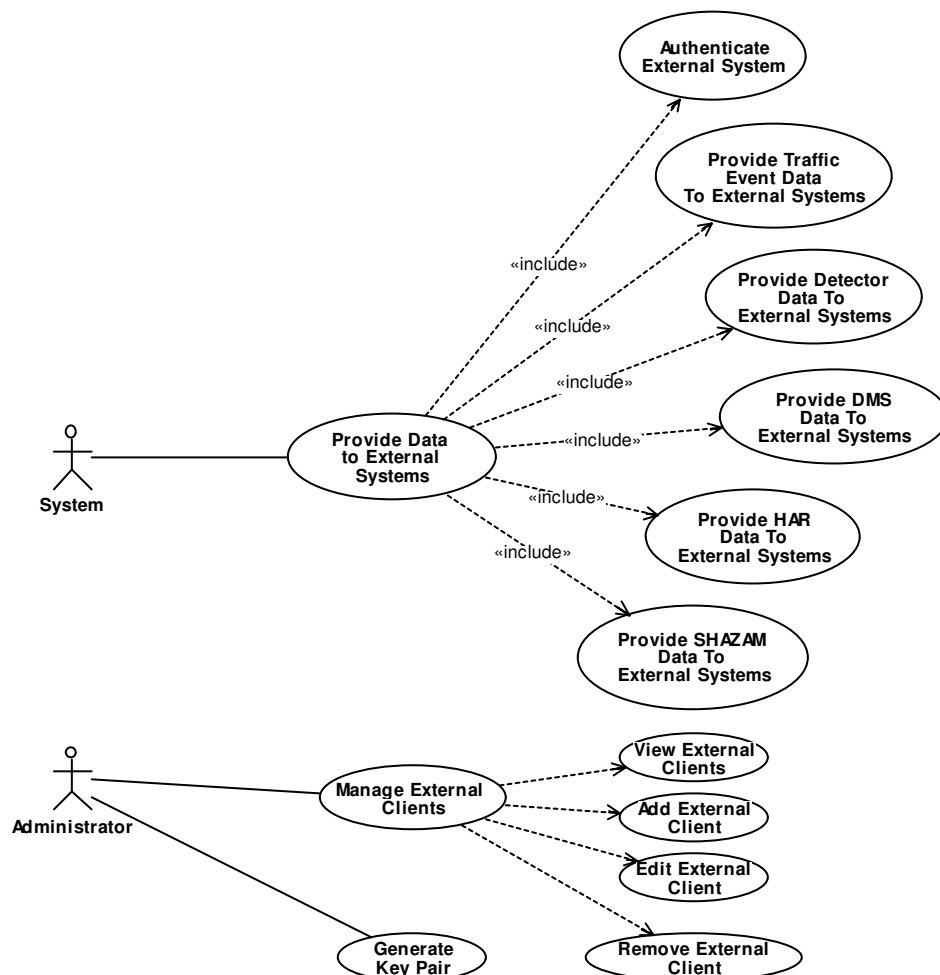 Authenticate
External System
«include»
Provide Traffic
Event Data
To External Systems
«include»
Provide Detector
Data To
External Systems
«include»
Provide DMS
Data To
External Systems
«include»
System
Provide Data
to External
Systems
«include»
Provide HAR
Data To
External Systems
«include»
Provide SHAZAM
Data To
External Systems
Administrator
Manage External
Clients
View External
Clients
Add External
Client
Edit External
Client
Generate
Key Pair
Remove External
Client